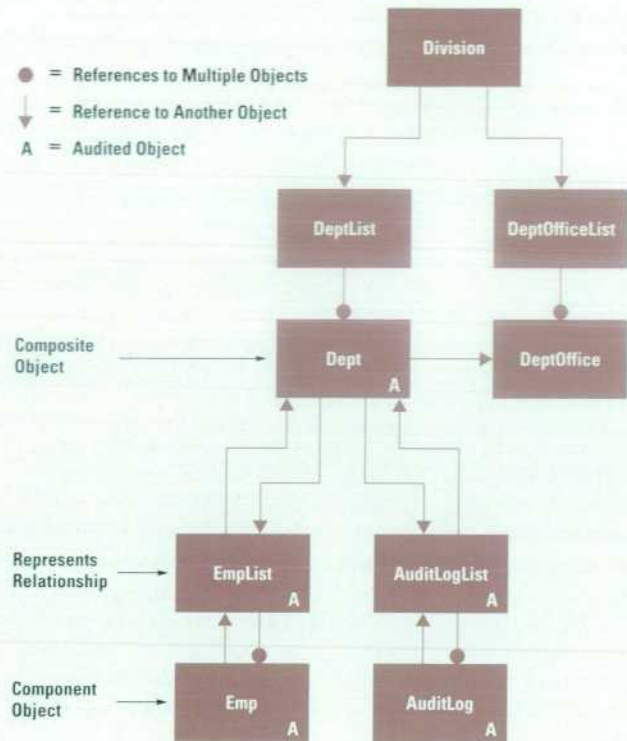 Division
● = References to Multiple Objects
↓ = Reference to Another Object
A = Audited Object
DeptList
DeptOfficeList
Composite
Object
Dept
A
DeptOffice
Represents
Relationship
EmpList
A
AuditLogList
A
Component
Object
Emp
A
AuditLog
A